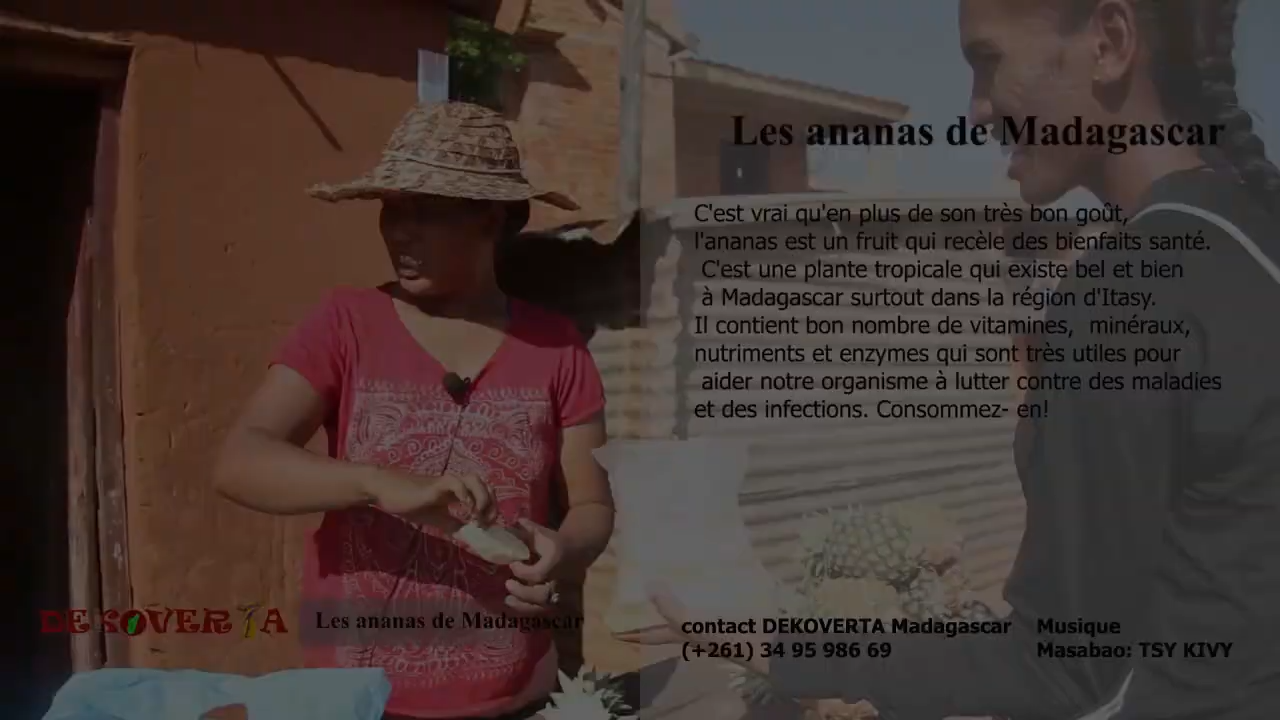 Les ananas de Madagascar
C'est vrai qu'en plus de son très bon goût,
l'ananas est un fruit qui recèle des bienfaits santé.
C'est une plante tropicale qui existe bel et bien
à Madagascar surtout dans la région d'Itasy.
Il contient bon nombre de vitamines, minéraux,
nutriments et enzymes qui sont très utiles pour
aider notre organisme à lutter contre des maladies
et des infections. Consommez- en!
DEKOVERTA
Les ananas de Madagascar
contact DEKOVERTA Madagascar
(+261) 34 95 986 69
Musique
Masabao: TSY KIVY